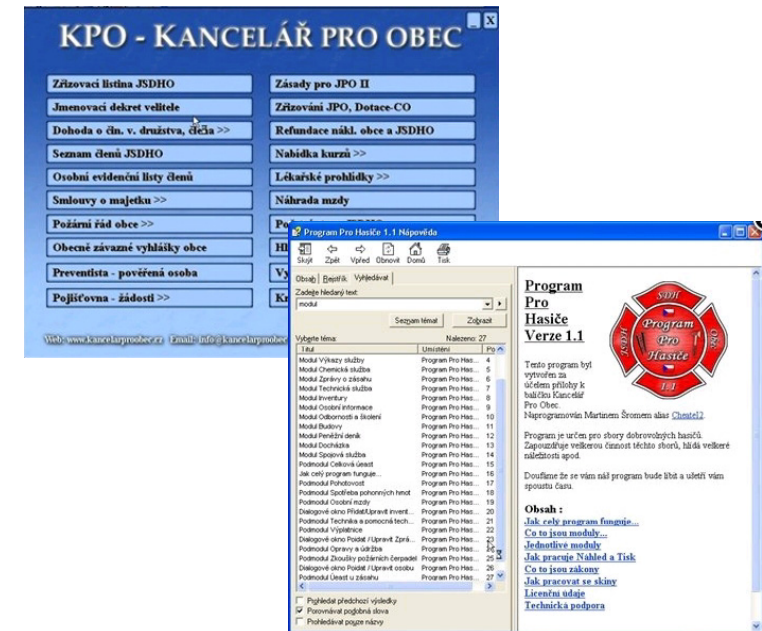 KPO - KANCELÁŘ PRO OBEC
X
Zřizovací listina JSDHO
Jmenovací dekret velitele
Dohoda o čin. v. družstva, člena >>
Seznam členů JSDHO
Osobní evidenční listy členů
Smlouvy o majetku >>
Požární řád obce >>
Obecně závazné vyhlášky obce
Preventista - pověřená osoba
Pojišťovna - žádosti >>
Zásady pro JPO II
Zřizování JPO, Dotace-CO
Refundace nákl. obce a JSDHO
Nabídka kurzů >>
Lékařské prohlídky >>
Náhrada mzdy
Web: www.kancelarproobec.cz Email: info@kancelarproobec
Program Pro Hasiče 1.1 Nápověda
Skrýt Zpět Vpřed Obnovit Domů Tisk
Obsah Rejstřík Vyhledávat
Zadejte hledaný text:
modul
Seznam témat Zobrazit
Vyberte téma: Nalezeno: 27
Titul Umístění Po
Modul Výkazy služby Program Pro Has... 4
Modul Chemická služba Program Pro Has... 5
Modul Zprávy o zásahu Program Pro Has... 6
Modul Technická služba Program Pro Has... 7
Modul Inventury Program Pro Has... 8
Modul Osobní informace Program Pro Has... 9
Modul Odbornosti a školení Program Pro Has... 10
Modul Budovy Program Pro Has... 11
Modul Peněžní deník Program Pro Has... 12
Modul Docházka Program Pro Has... 13
Modul Spojová služba Program Pro Has... 14
Podmodul Celková úeast Program Pro Has... 15
Jak celý program funguje... Program Pro Has... 16
Podmodul Pohotovost Program Pro Has... 17
Podmodul Spotřeba pohonných hmot Program Pro Has... 18
Podmodul Osobní mzdy Program Pro Has... 19
Dialogové okno Přidat/Upravit invent... Program Pro Has... 20
Podmodul Technika a pomocná tech... Program Pro Has... 21
Podmodul Výplatnice Program Pro Has... 22
Dialogové okno Poidat / Upravit Zprá... Program Pro Has... 23
Podmodul Opravy a údržba Program Pro Has...
Podmodul Zkoušky požárních čerpadel Program Pro Has... 25
Dialogové okno Poidat / Upravit osobu Program Pro Has... 26
Podmodul Úeast u zásahu Program Pro Has... 27
Prohledat předchozí výsledky
Porovnávat podobná slova
Prohledávat pouze názvy
Program
Pro
Hasiče
Verze 1.1
SDH
JSDH
Program
Pro
Hasiče
1.1
Tento program byl
vytvořen za
účelem přílohy k
balíčku Kancelář
Pro Obec.
Naprogramován Martinem Šromem alias Cheatel2.
Program je určen pro sbory dobrovolných hasičů.
Zapouzdřuje velkerou činnost těchto sborů, hlídá velkeré
náležitosti apod.
Doufáme že se vám náš program bude líbit a ušetří vám
spoustu času.
Obsah :
Jak celý program funguje...
Co to jsou moduly...
Jednotlivé moduly
Jak pracuje Náhled a Tisk
Co to jsou zákony
Jak pracovat se skiny
Licenční údaje
Technická podpora